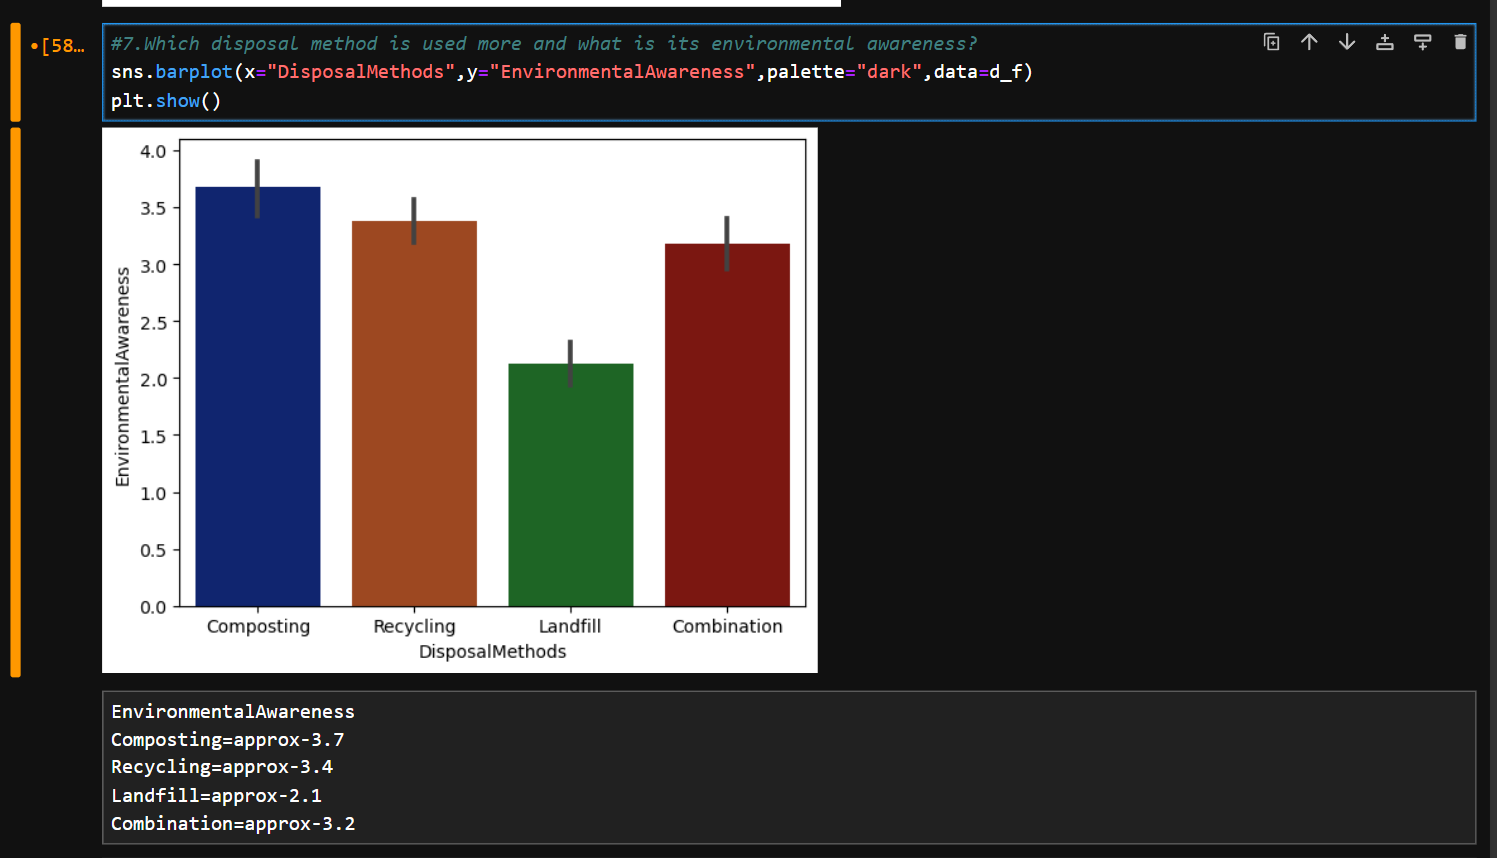 •[58…
#7.Which disposal method is used more and what is its environmental awareness?
sns.barplot(x="DisposalMethods",y="EnvironmentalAwareness",palette="dark",data=d_f)
plt.show()
4.0
3.5
3.0
2.5
2.0
1.5
1.0
0.5
0.0
EnvironmentalAwareness
Composting Recycling Landfill Combination
DisposalMethods
EnvironmentalAwareness
Composting=approx-3.7
Recycling=approx-3.4
Landfill=approx-2.1
Combination=approx-3.2